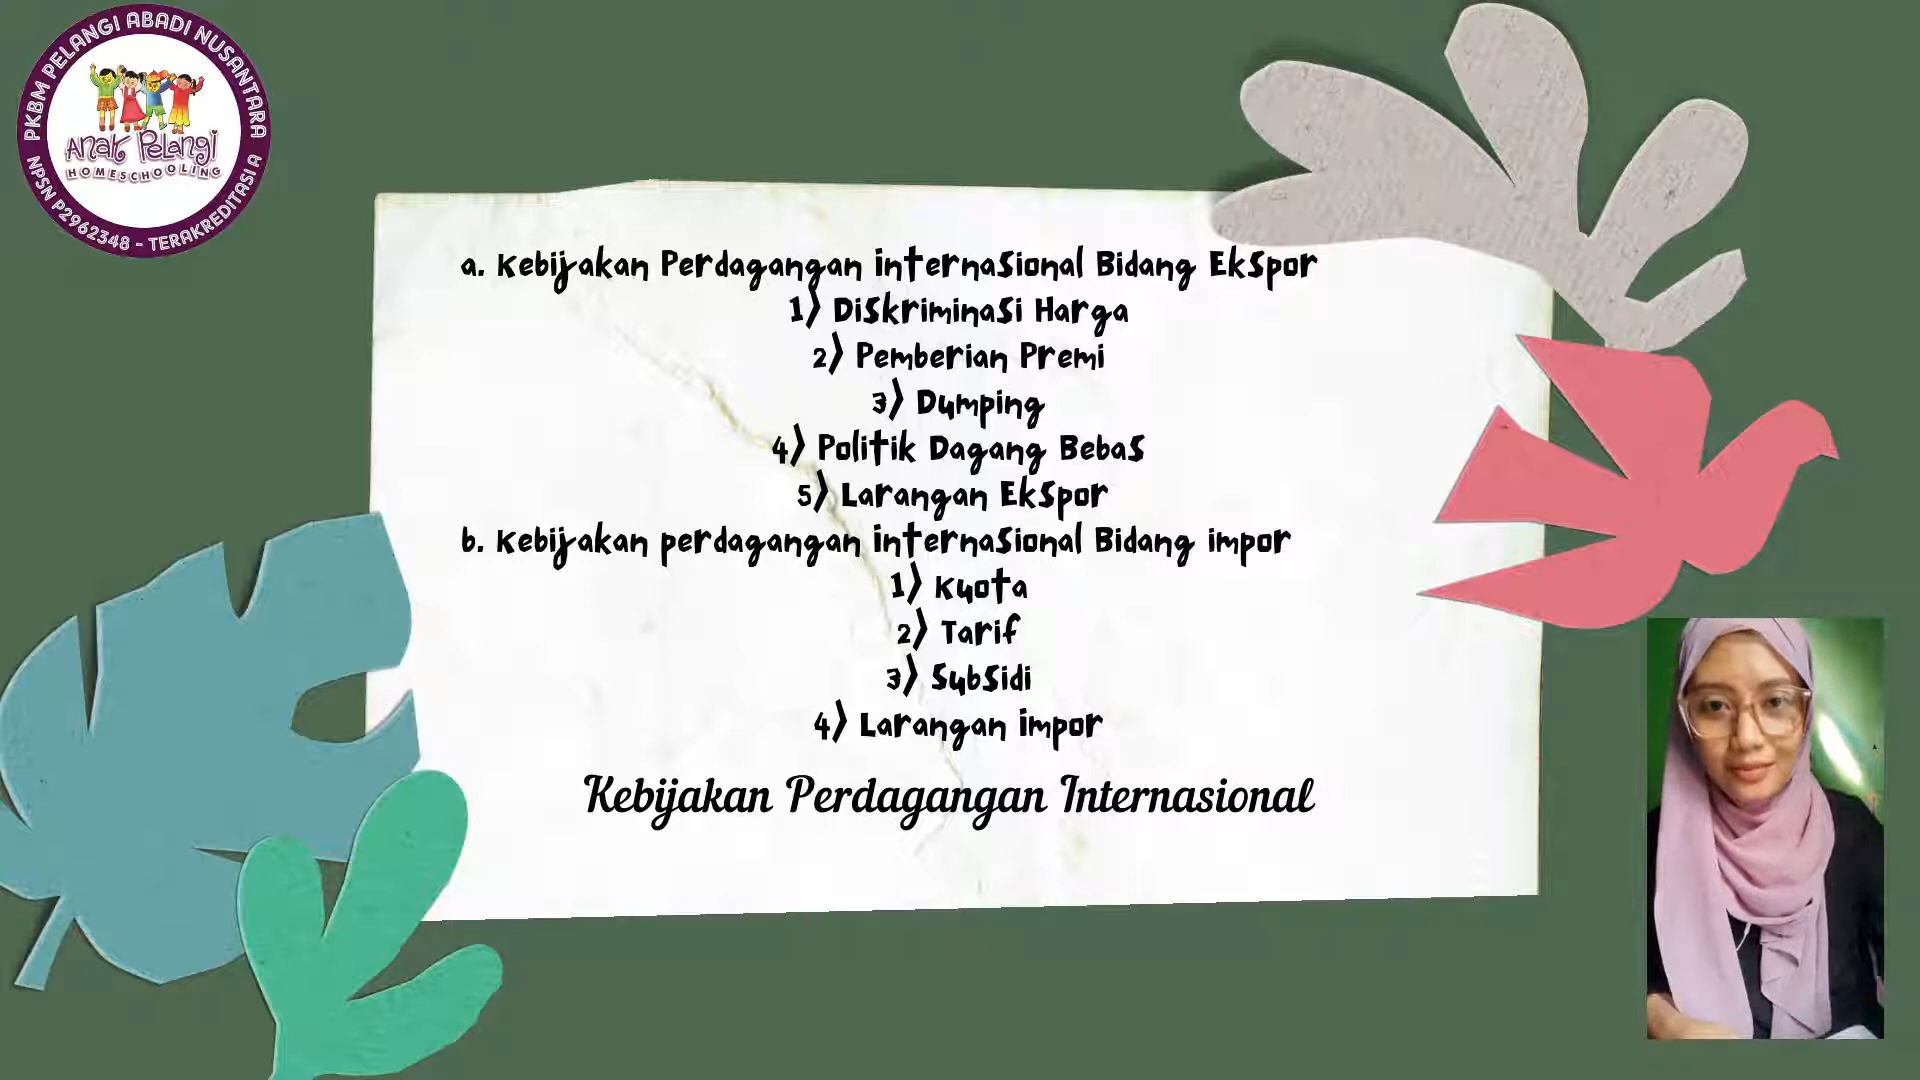 PKBM PELANGI ABADI NUSANTARA
Anak Pelangi
HOMESCHOOLING
NPSN P2962348 - TERAKREDITASI A
a. Kebijakan Perdagangan internasional Bidang Ekspor
1) Diskriminasi Harga
2) Pemberian Premi
3) Dumping
4) Politik Dagang Bebas
5) Larangan Ekspor
b. Kebijakan perdagangan internasional Bidang impor
1) Kuota
2) Tarif
3) Subsidi
4) Larangan impor
Kebijakan Perdagangan Internasional